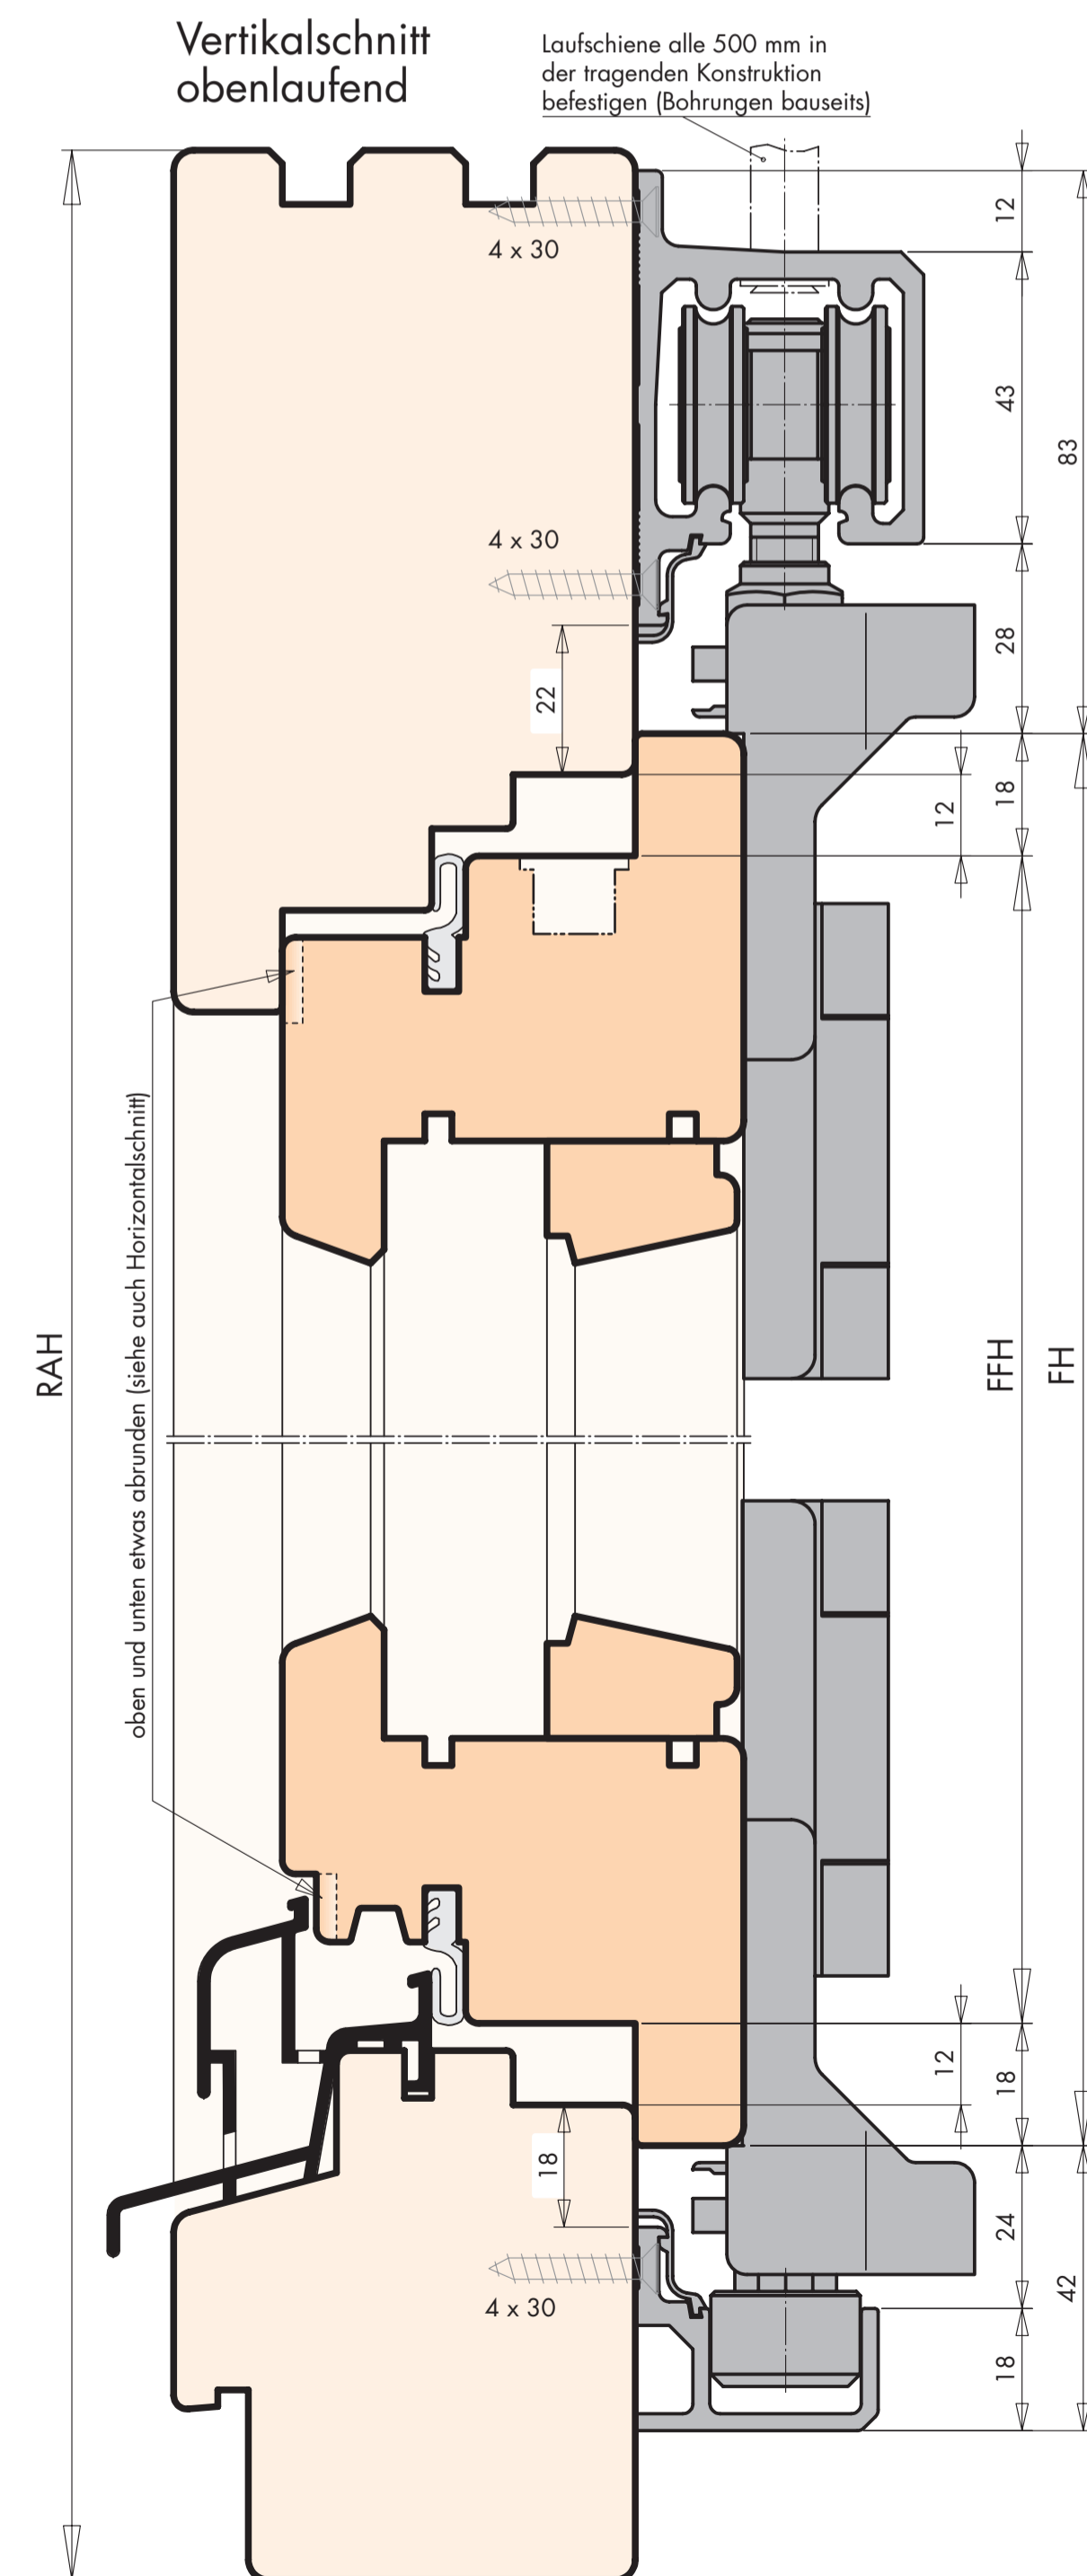 Vertikalschnitt
obenlaufend
Laufschiene alle 500 mm in
der tragenden Konstruktion
befestigen (Bohrungen bauseits)
12
4 x 30
43
83
4 x 30
28
22
18
12
oben und unten etwas abrunden (siehe auch Horizontalschnitt)
RAH
FFH
FH
12
18
18
24
42
4 x 30
18